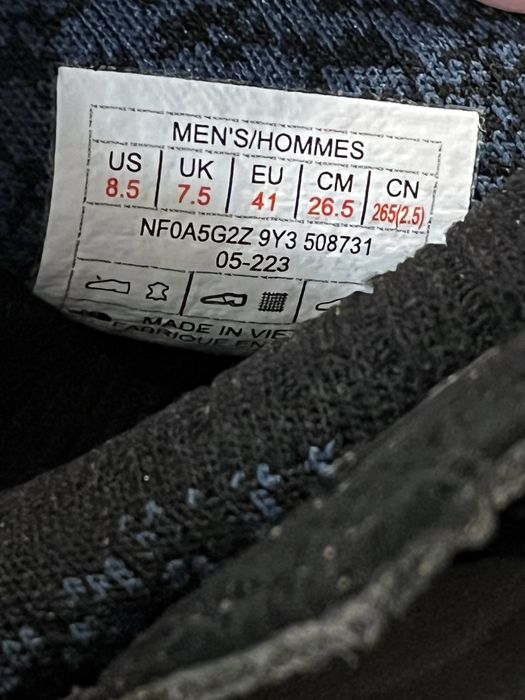 MEN'S/HOMMES
US UK EU CM CN
8.5 7.5 41 26.5 265(2.5)
NF0A5G2Z 9Y3 508731
05-223
MADE IN
FABRIQUE